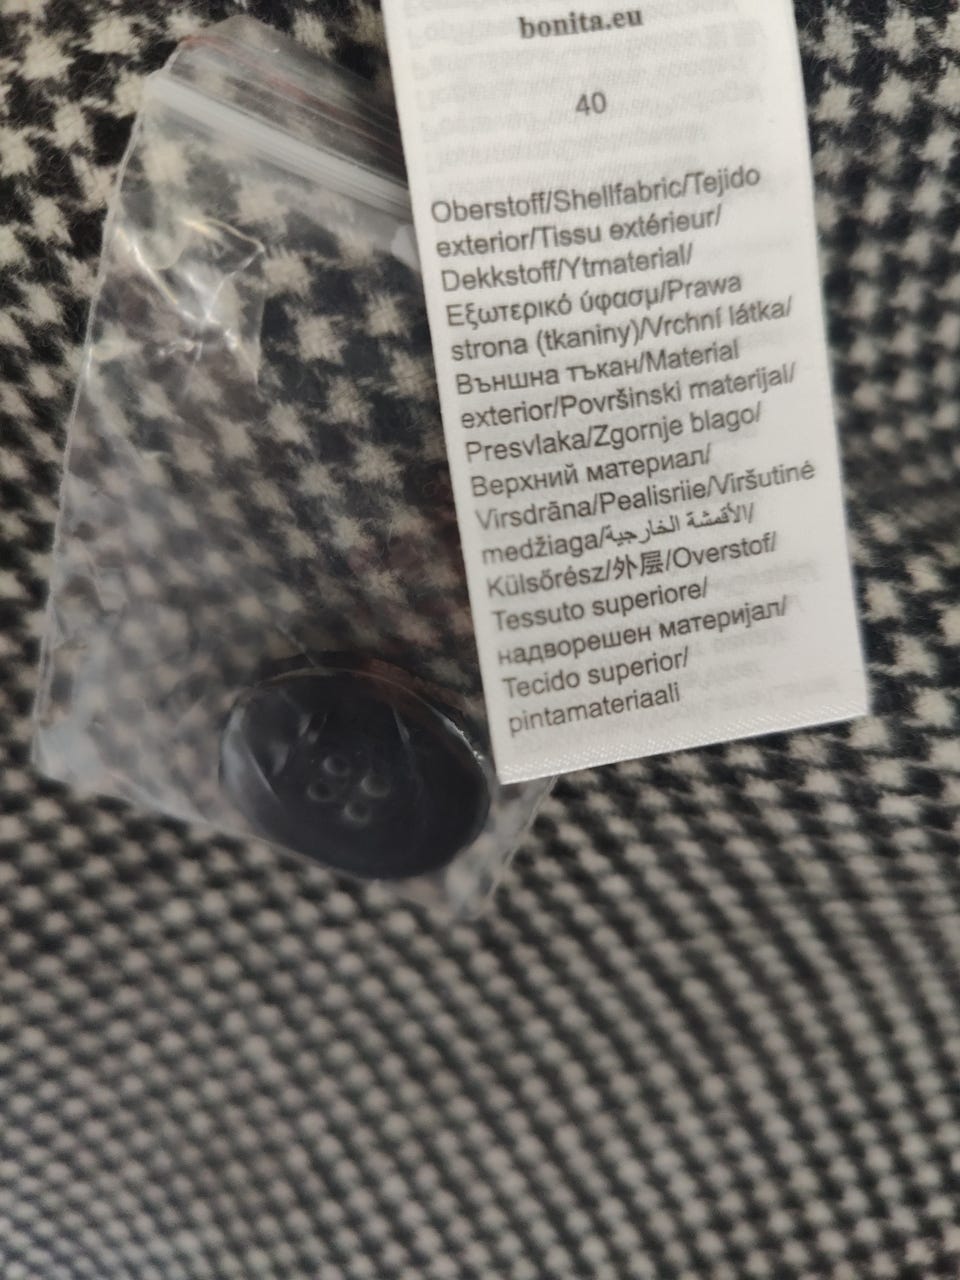 bonita.eu
40
Oberstoff/Shellfabric/Tejido
exterior/Tissu extérieur/
Dekkstoff/Ytmaterial/
Εξωτερικό ύφασμ/Prawa
strona (tkaniny)/Vrchní látka/
Външна тъкан/Material
exterior/Površinski materijal/
Presvlaka/Zgornje blago/
Верхний материал/
Virsdrāna/Pealisriie/Viršutinė
medžiaga/الأقمشة الخارجية/
Külsőrész/外层/Overstof/
Tessuto superiore/
надворешен материјал/
Tecido superior/
pintamateriaali